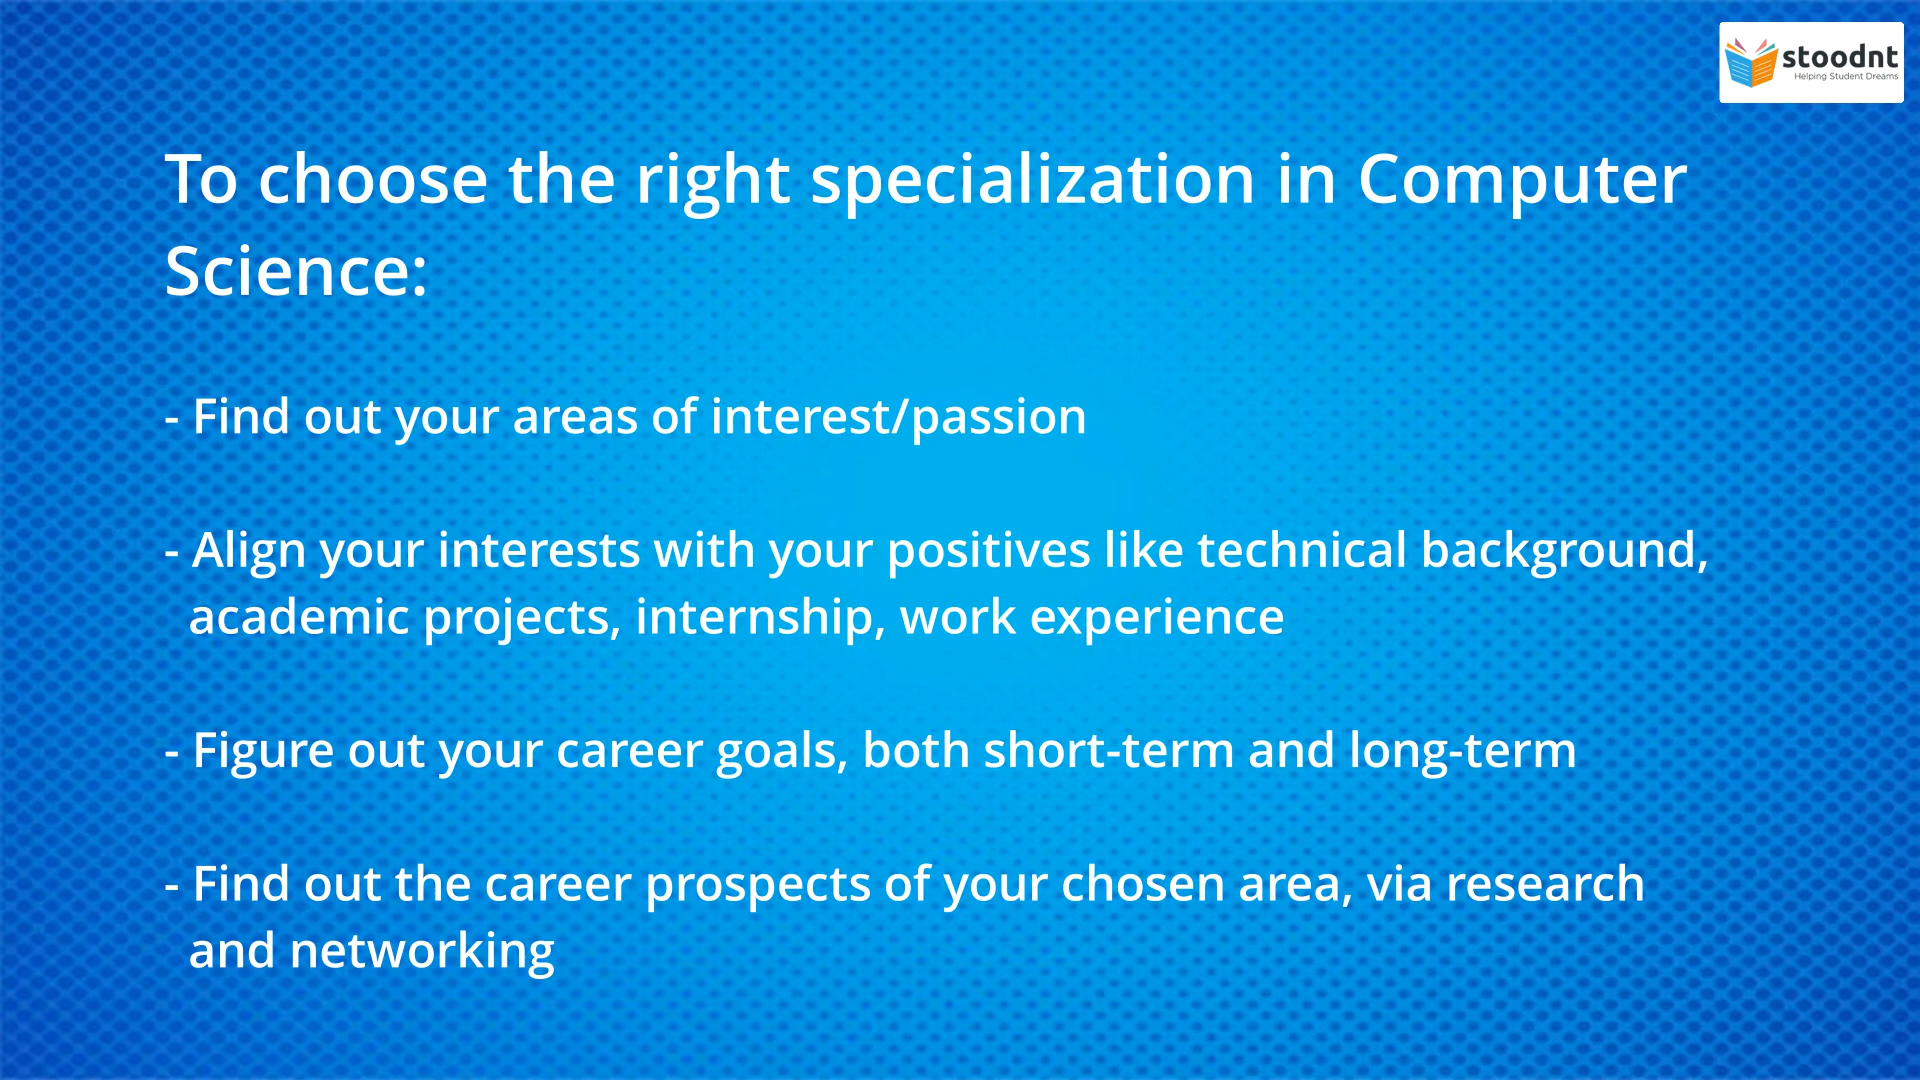 stoodnt
Helping Student Dreams
To choose the right specialization in Computer
Science:
- Find out your areas of interest/passion
- Align your interests with your positives like technical background,
academic projects, internship, work experience
- Figure out your career goals, both short-term and long-term
- Find out the career prospects of your chosen area, via research
and networking